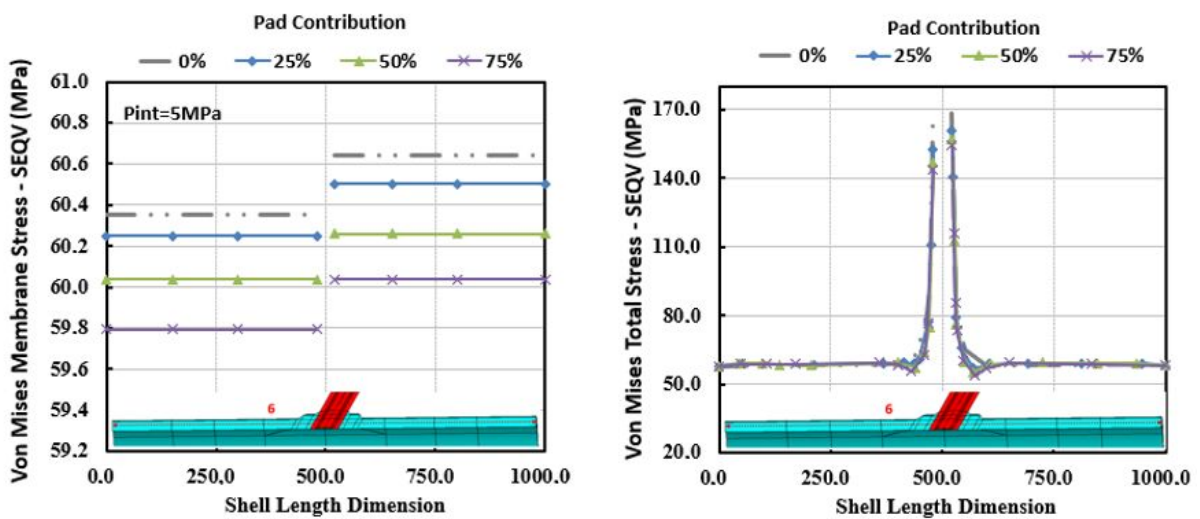 Pad Contribution
0% 25% 50% 75%
Von Mises Membrane Stress - SEQV (MPa)
61.0
60.8
60.6
60.4
60.2
60.0
59.8
59.6
59.4
59.2
Pint=5MPa
6
0.0 250.0 500.0 750.0 1000.0
Shell Length Dimension
Pad Contribution
0% 25% 50% 75%
Von Mises Total Stress - SEQV (MPa)
170.0
140.0
110.0
80.0
50.0
20.0
6
0.0 250.0 500.0 750.0 1000.0
Shell Length Dimension